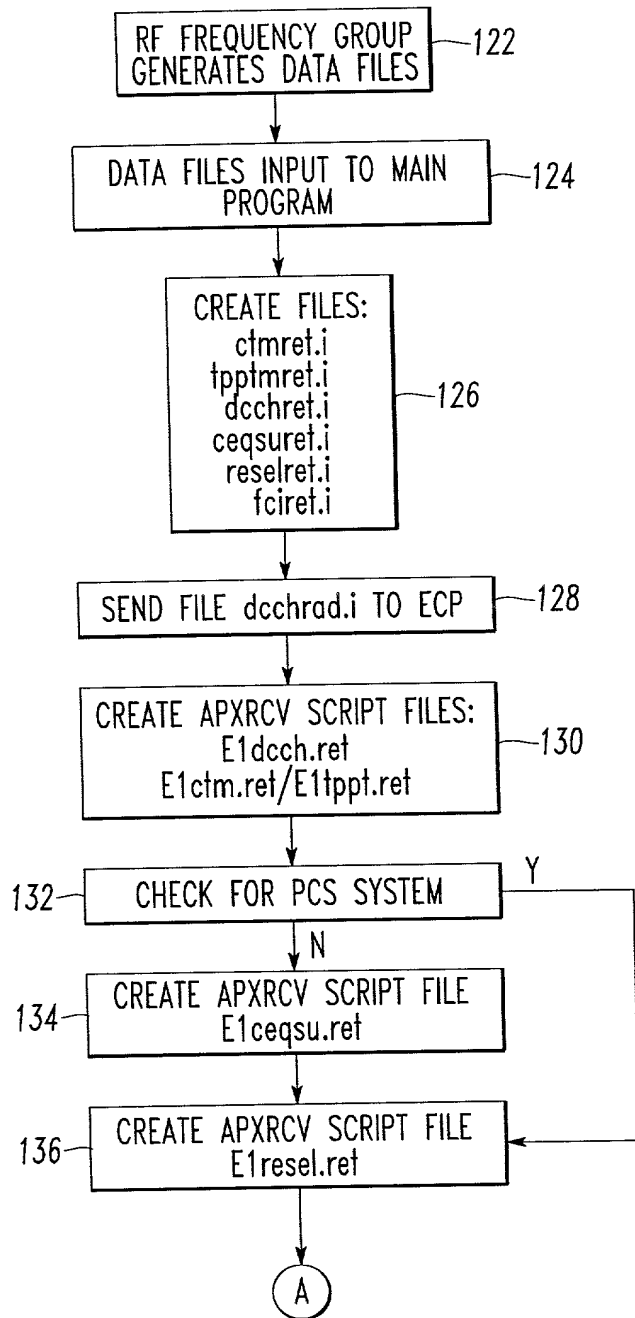 RF FREQUENCY GROUP
GENERATES DATA FILES
122
DATA FILES INPUT TO MAIN
PROGRAM
124
CREATE FILES:
ctmret.i
tpptmret.i
dcchret.i
ceqsuret.i
reselret.i
fciret.i
126
SEND FILE dcchrad.i TO ECP
128
CREATE APXRCV SCRIPT FILES:
E1dcch.ret
E1ctm.ret/E1tppt.ret
130
132
CHECK FOR PCS SYSTEM
Y
N
134
CREATE APXRCV SCRIPT FILE
E1ceqsu.ret
136
CREATE APXRCV SCRIPT FILE
E1resel.ret
A